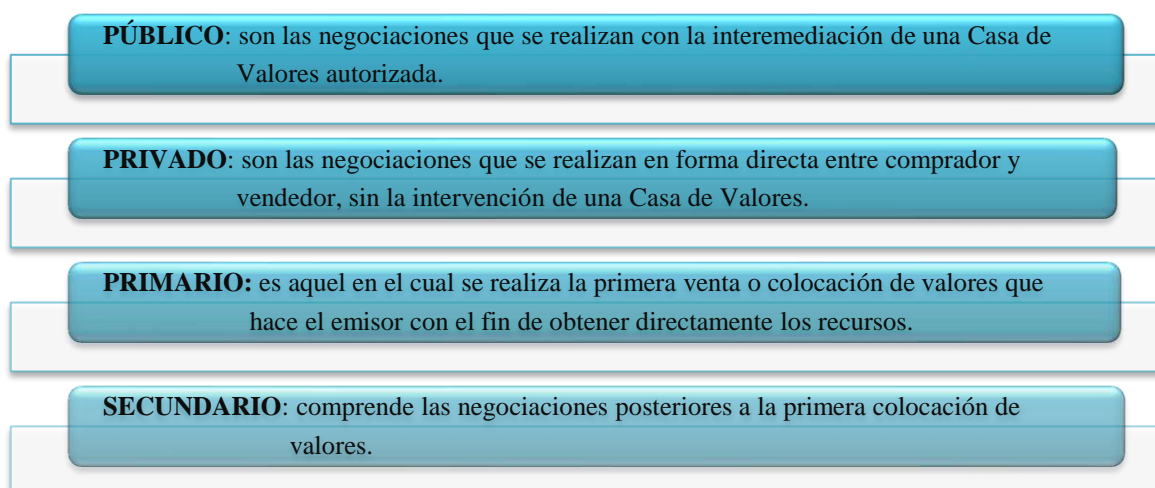 PÚBLICO: son las negociaciones que se realizan con la interemediación de una Casa de
Valores autorizada.
PRIVADO: son las negociaciones que se realizan en forma directa entre comprador y
vendedor, sin la intervención de una Casa de Valores.
PRIMARIO: es aquel en el cual se realiza la primera venta o colocación de valores que
hace el emisor con el fin de obtener directamente los recursos.
SECUNDARIO: comprende las negociaciones posteriores a la primera colocación de
valores.